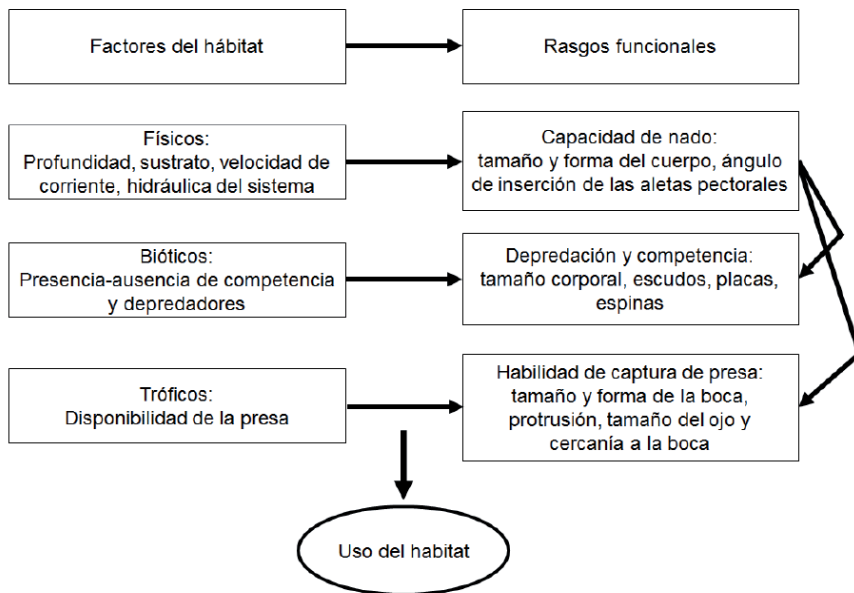 Factores del hábitat
Rasgos funcionales
Físicos:
Profundidad, sustrato, velocidad de
corriente, hidráulica del sistema
Capacidad de nado:
tamaño y forma del cuerpo, ángulo
de inserción de las aletas pectorales
Bióticos:
Presencia-ausencia de competencia
y depredadores
Depredación y competencia:
tamaño corporal, escudos, placas,
espinas
Tróficos:
Disponibilidad de la presa
Habilidad de captura de presa:
tamaño y forma de la boca,
protrusión, tamaño del ojo y
cercanía a la boca
Uso del habitat